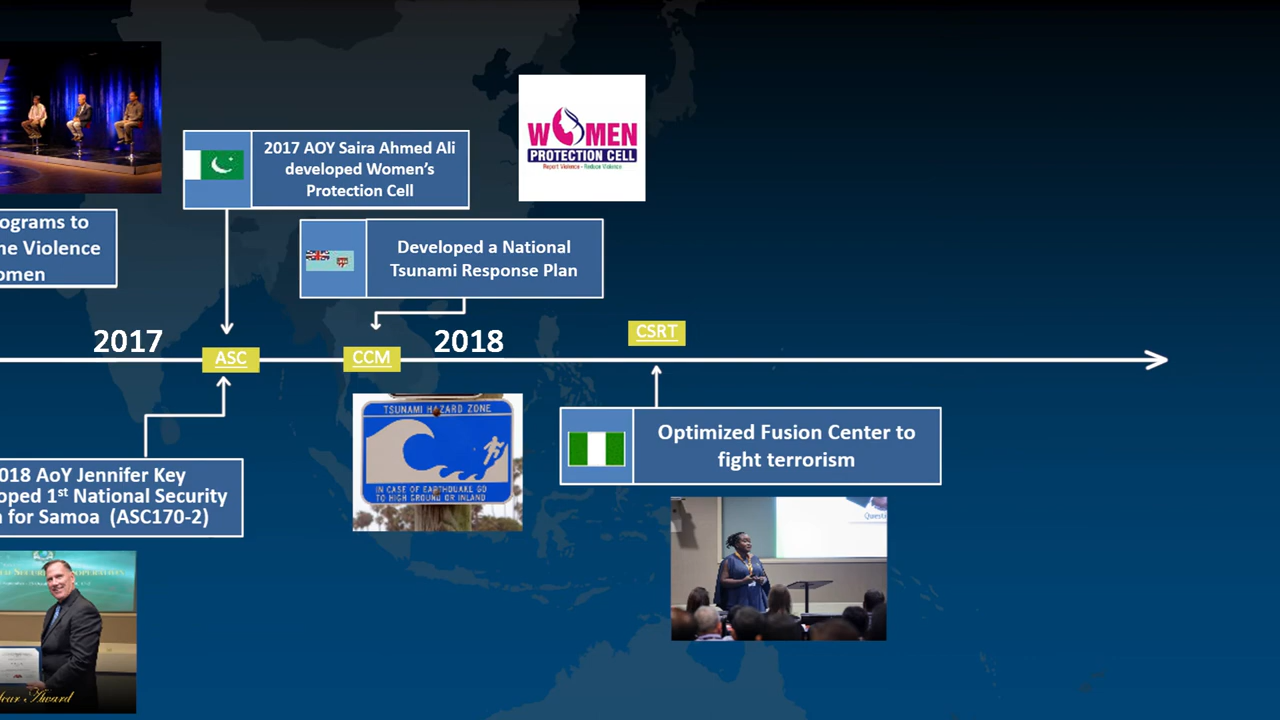 WOMEN
PROTECTION CELL
Report Violence - Reduce Violence
2017 AOY Saira Ahmed Ali
developed Women’s
Protection Cell
ograms to
ne Violence
omen
Developed a National
Tsunami Response Plan
2017
ASC
CCM
2018
CSRT
TSUNAMI HAZARD ZONE
IN CASE OF EARTHQUAKE GO
TO HIGH GROUND OR INLAND
Optimized Fusion Center to
fight terrorism
018 AoY Jennifer Key
oped 1st National Security
n for Samoa (ASC170-2)
Award